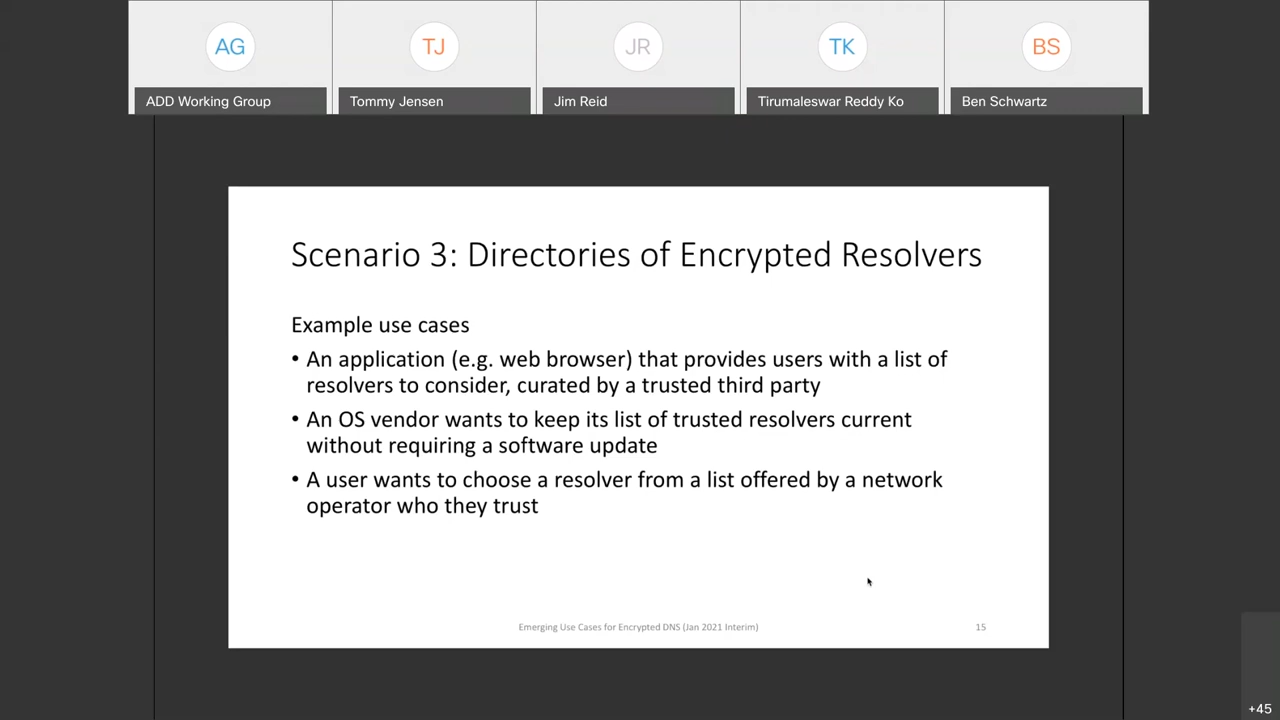 AG
TJ
JR
TK
BS
ADD Working Group
Tommy Jensen
Jim Reid
Tirumaleswar Reddy Ko
Ben Schwartz
Scenario 3: Directories of Encrypted Resolvers
Example use cases
• An application (e.g. web browser) that provides users with a list of
resolvers to consider, curated by a trusted third party
• An OS vendor wants to keep its list of trusted resolvers current
without requiring a software update
• A user wants to choose a resolver from a list offered by a network
operator who they trust
Emerging Use Cases for Encrypted DNS (Jan 2021 Interim)
15
+45